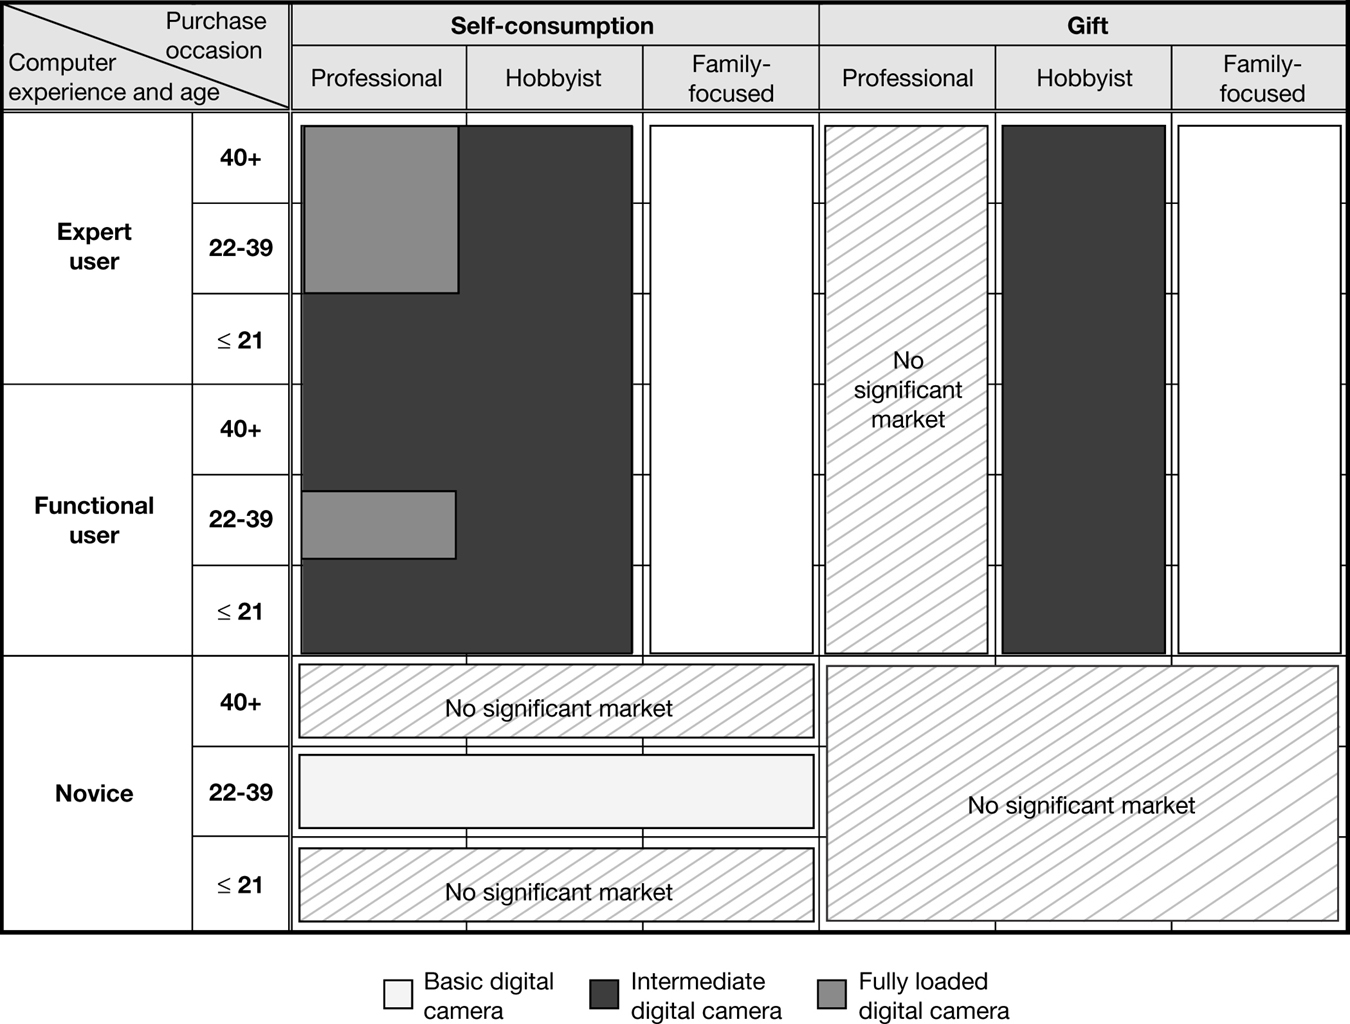 Purchase
occasion
Computer
experience and age
Self-consumption
Gift
Professional
Hobbyist
Family-
focused
Professional
Hobbyist
Family-
focused
Expert
user
40+
22-39
≤ 21
No
significant
market
Functional
user
40+
22-39
≤ 21
Novice
40+
No significant market
22-39
No significant market
≤ 21
No significant market
Basic digital
camera
Intermediate
digital camera
Fully loaded
digital camera